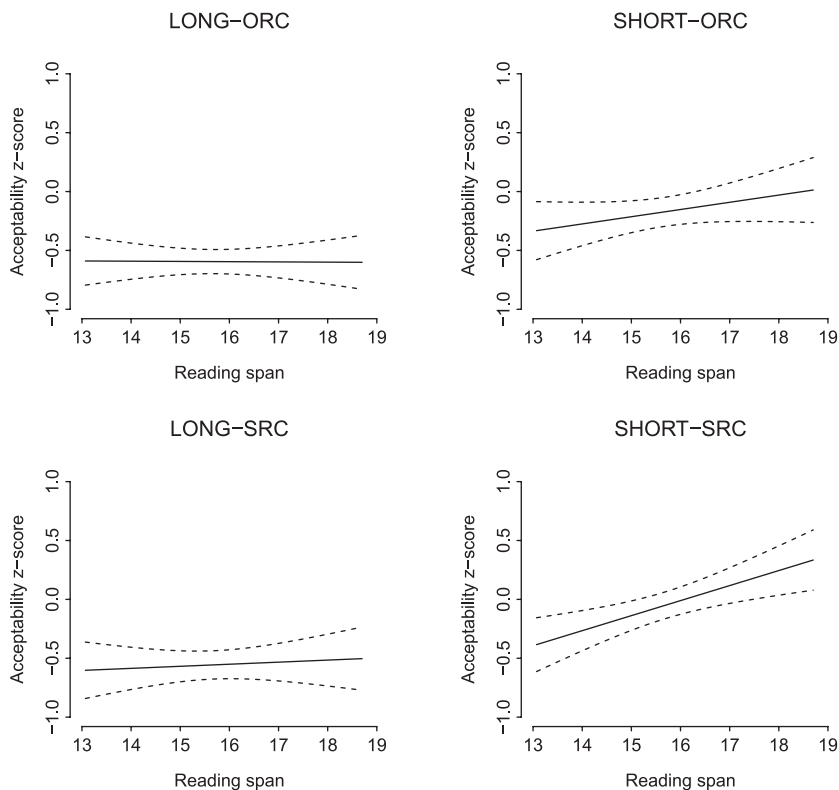 LONG−ORC
Acceptability z−score
1.0
0.5
0.0
−0.5
−1.0
13 14 15 16 17 18 19
Reading span
SHORT−ORC
Acceptability z−score
1.0
0.5
0.0
−0.5
−1.0
13 14 15 16 17 18 19
Reading span
LONG−SRC
Acceptability z−score
1.0
0.5
0.0
−0.5
−1.0
13 14 15 16 17 18 19
Reading span
SHORT−SRC
Acceptability z−score
1.0
0.5
0.0
−0.5
−1.0
13 14 15 16 17 18 19
Reading span